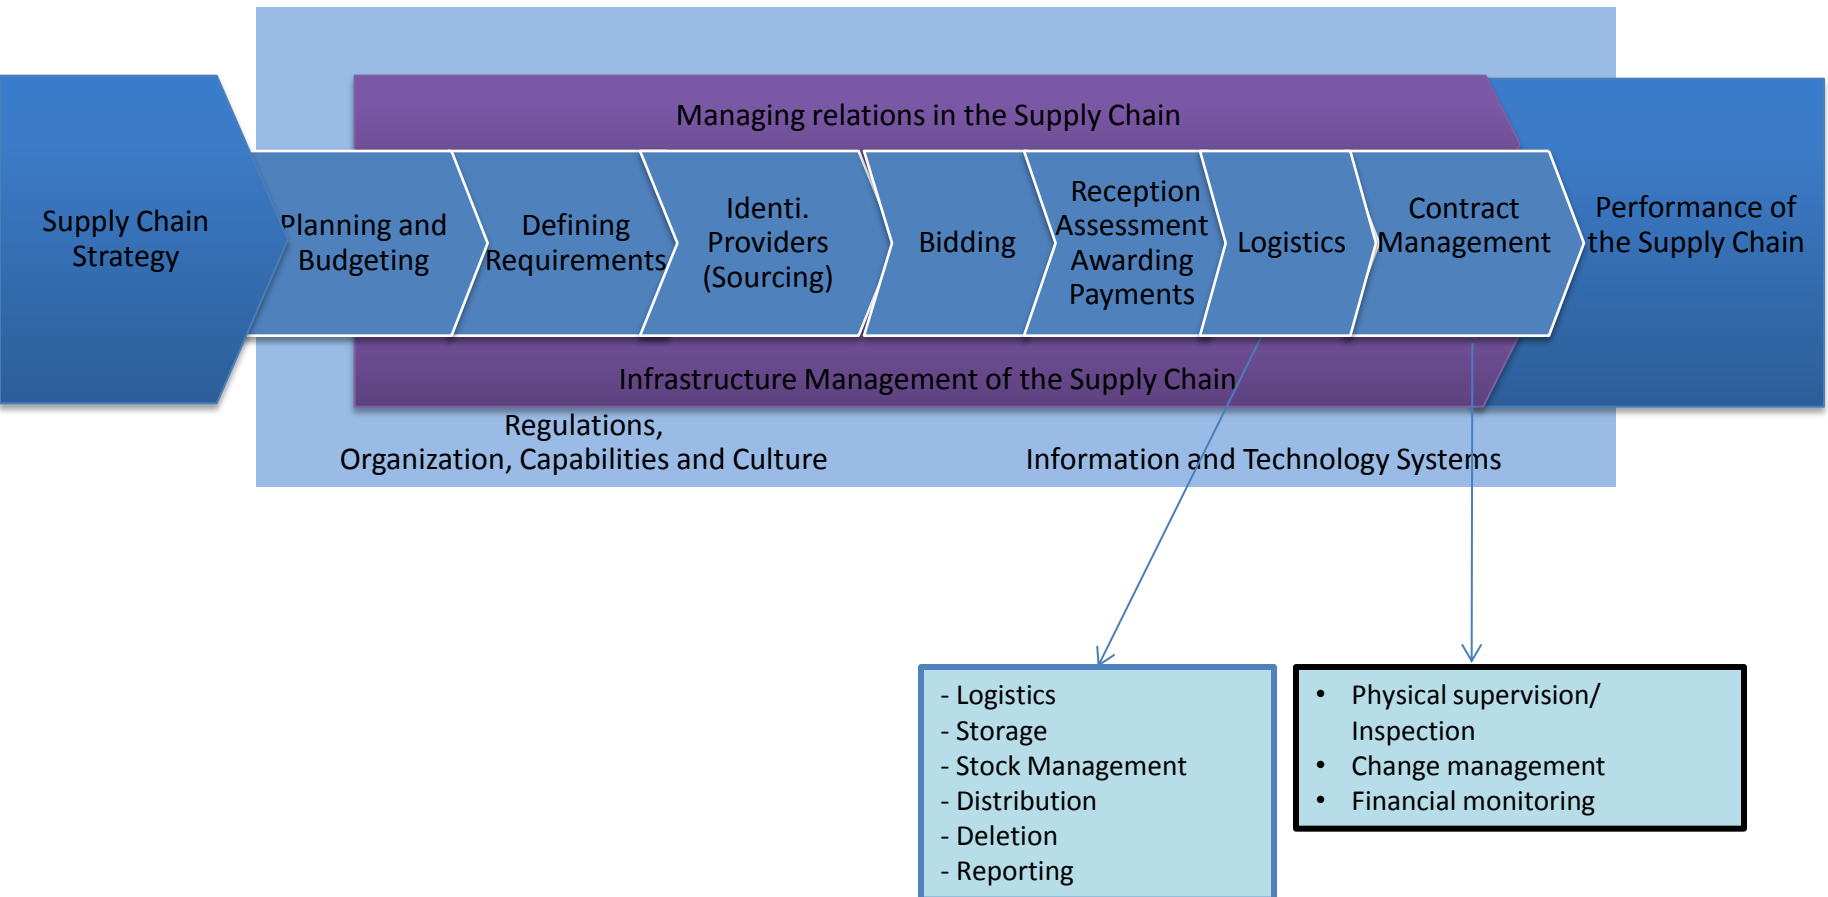 Managing relations in the Supply Chain
Supply Chain
Strategy
Planning and
Budgeting
Defining
Requirements
Identi.
Providers
(Sourcing)
Bidding
Reception
Assessment
Awarding
Payments
Logistics
Contract
Management
Performance of
the Supply Chain
Infrastructure Management of the Supply Chain
Regulations,
Organization, Capabilities and Culture
Information and Technology Systems
- Logistics
- Storage
- Stock Management
- Distribution
- Deletion
- Reporting
• Physical supervision/
Inspection
• Change management
• Financial monitoring